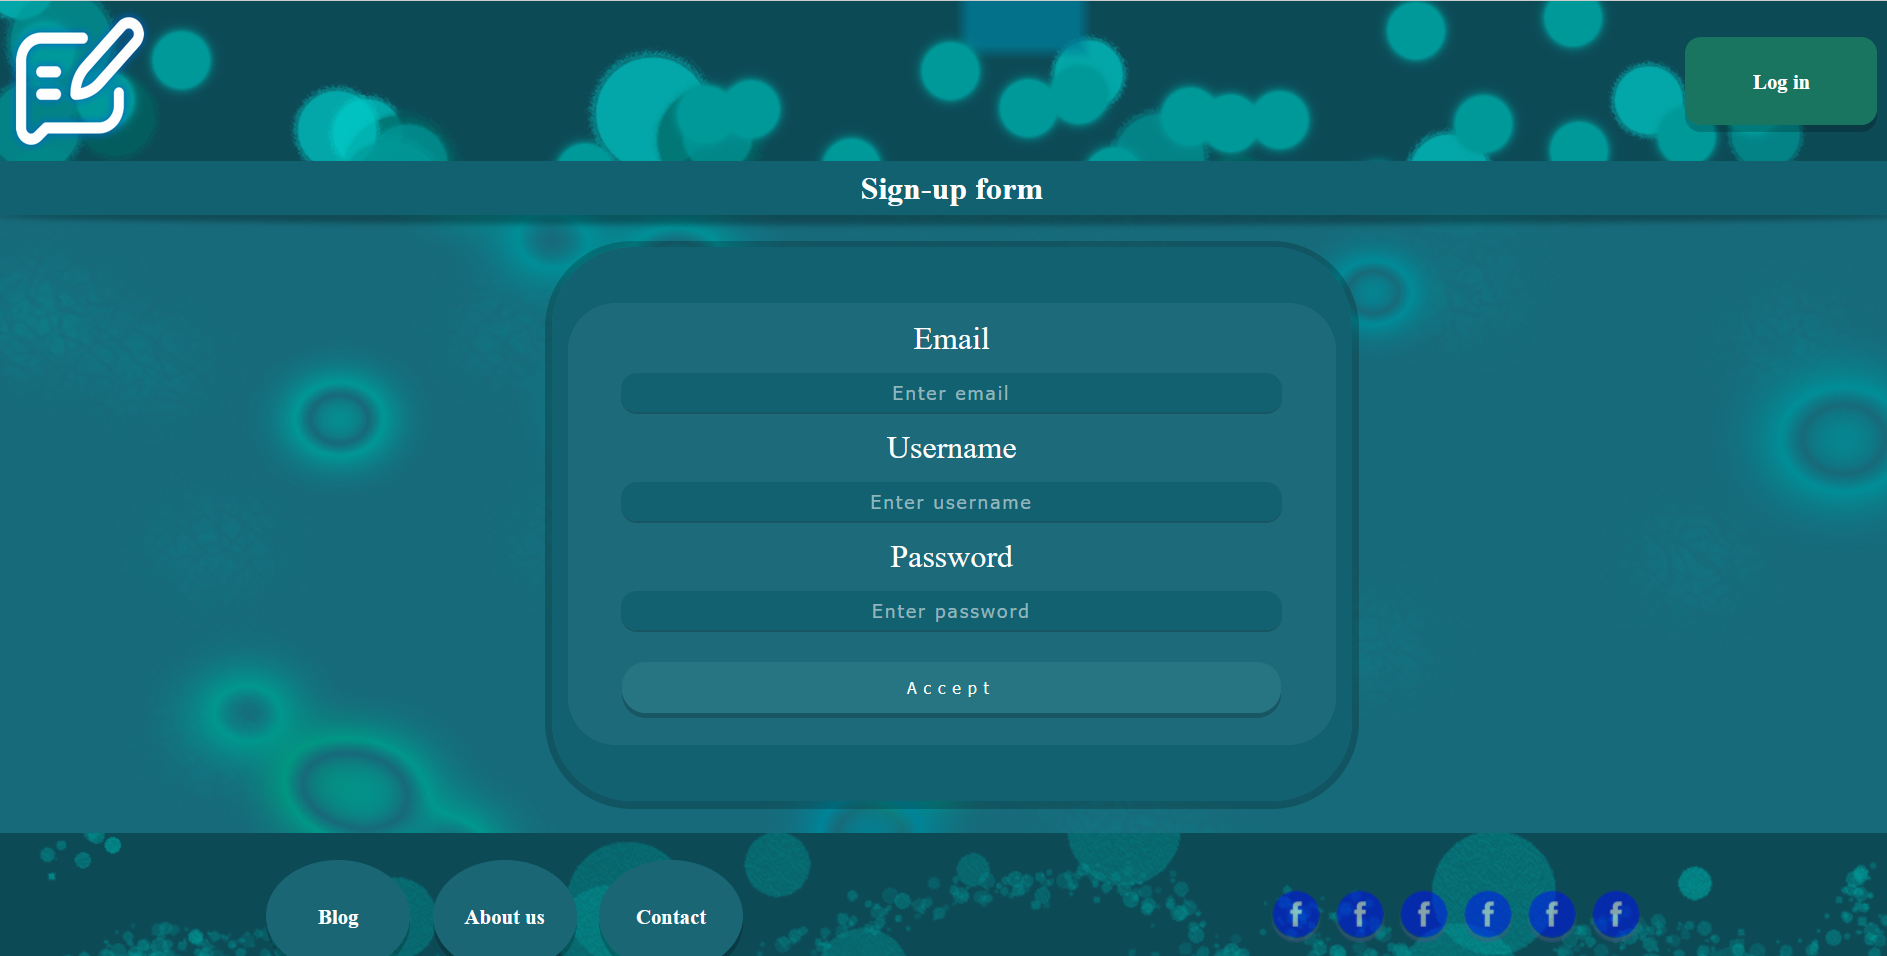 Log in
Sign-up form
Email
Enter email
Username
Enter username
Password
Enter password
Accept
Blog
About us
Contact
f f f f f f